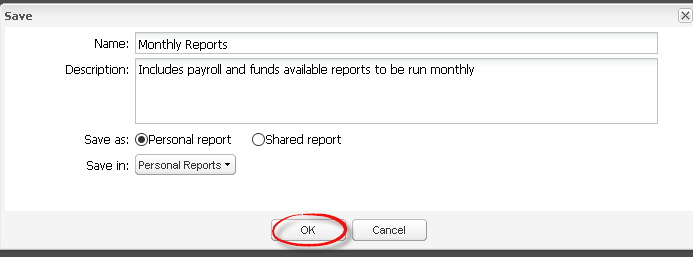 Save
Name: Monthly Reports
Description: Includes payroll and funds available reports to be run monthly
Save as: Personal report Shared report
Save in: Personal Reports
OK Cancel